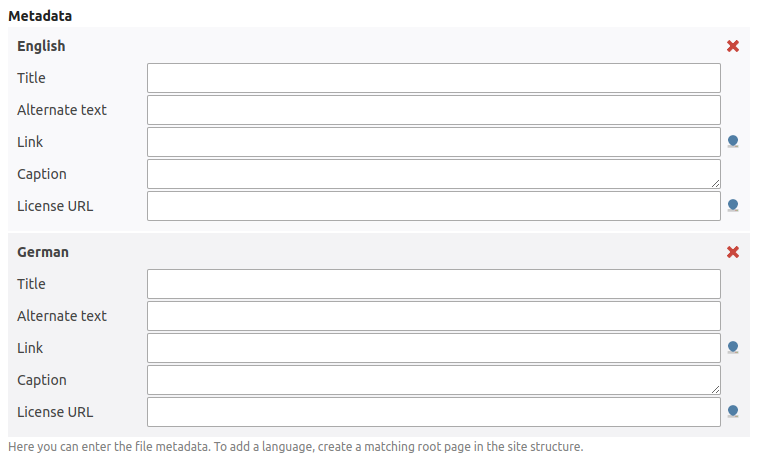 Metadata
English
Title
Alternate text
Link
Caption
License URL
German
Title
Alternate text
Link
Caption
License URL
Here you can enter the file metadata. To add a language, create a matching root page in the site structure.